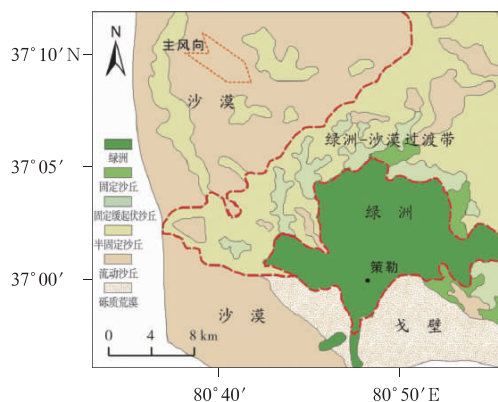 37°10′N
主风向
N
沙 漠
绿洲-沙漠过渡带
绿洲
固定沙丘
固定缓起伏沙丘
半固定沙丘
流动沙丘
砾质荒漠
37°05′
绿 洲
策勒
37°00′
沙 漠
戈 壁
0 4 8 km
80°40′
80°50′E